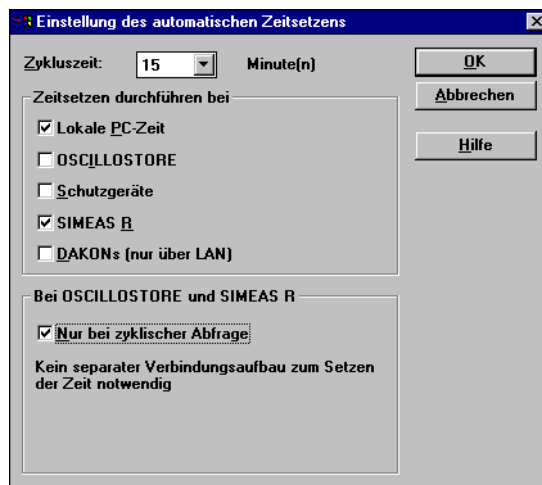 Einstellung des automatischen Zeitsetzens
Zykluszeit: 15 Minute(n)
OK
Abbrechen
Hilfe
Zeitsetzen durchführen bei
Lokale PC-Zeit
OSCILLOSTORE
Schutzgeräte
SIMEAS R
DAKONs (nur über LAN)
Bei OSCILLOSTORE und SIMEAS R
Nur bei zyklischer Abfrage
Kein separater Verbindungsaufbau zum Setzen
der Zeit notwendig